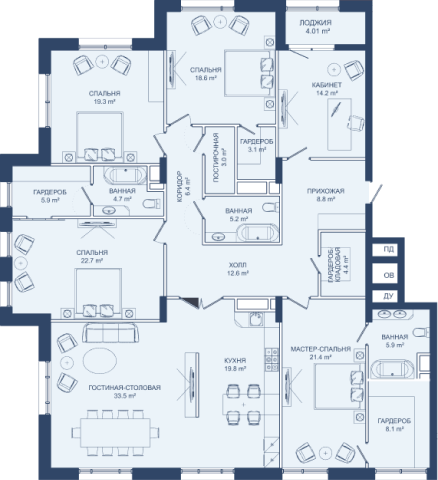 ЛОДЖИЯ
4.01 м²
СПАЛЬНЯ
18.6 м²
СПАЛЬНЯ
19.3 м²
КАБИНЕТ
14.2 м²
ГАРДЕРОБ
3.1 м²
ПОСТИРОЧНАЯ
3.0 м²
КОРИДОР
6.4 м²
ГАРДЕРОБ
5.9 м²
ВАННАЯ
4.7 м²
ПРИХОЖАЯ
8.8 м²
ВАННАЯ
5.2 м²
СПАЛЬНЯ
22.7 м²
ХОЛЛ
12.6 м²
ГАРДЕРОБ
КЛАДОВАЯ
4.4 м²
ПД
ОВ
ДУ
ВАННАЯ
5.9 м²
МАСТЕР-СПАЛЬНЯ
21.4 м²
КУХНЯ
19.8 м²
ГОСТИНАЯ-СТОЛОВАЯ
33.5 м²
ГАРДЕРОБ
8.1 м²